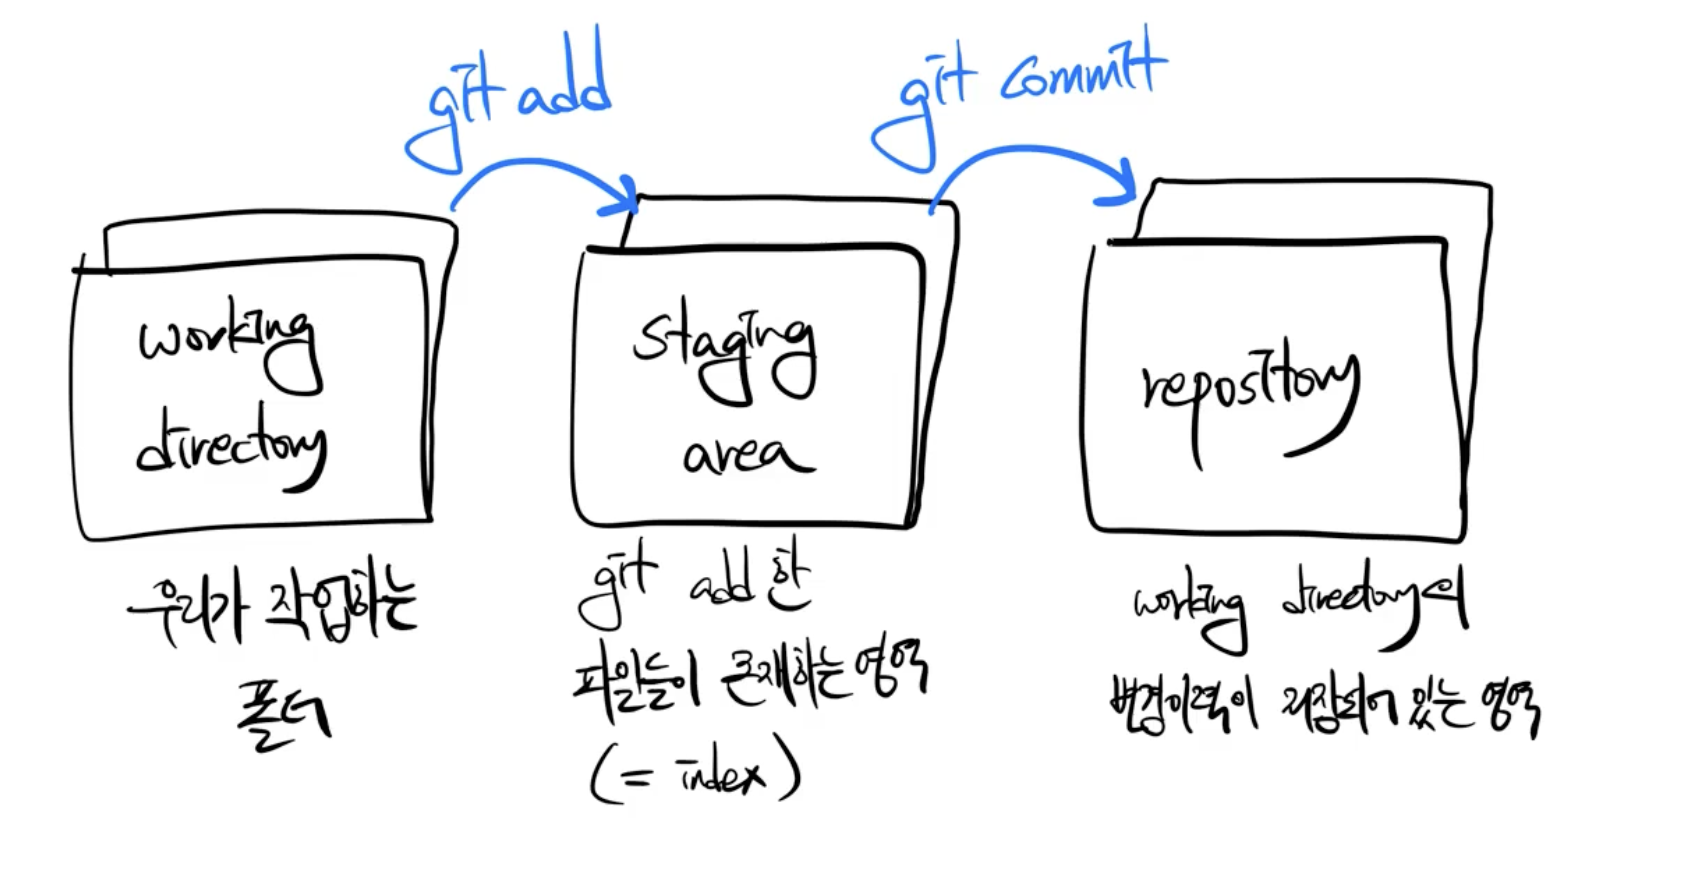 git add
git commit
working
directory
staging
area
repository
우리가 작업하는
폴더
git add 한
파일들이 존재하는 영역
(= index)
working directory의
변경이력이 저장되어 있는 영역